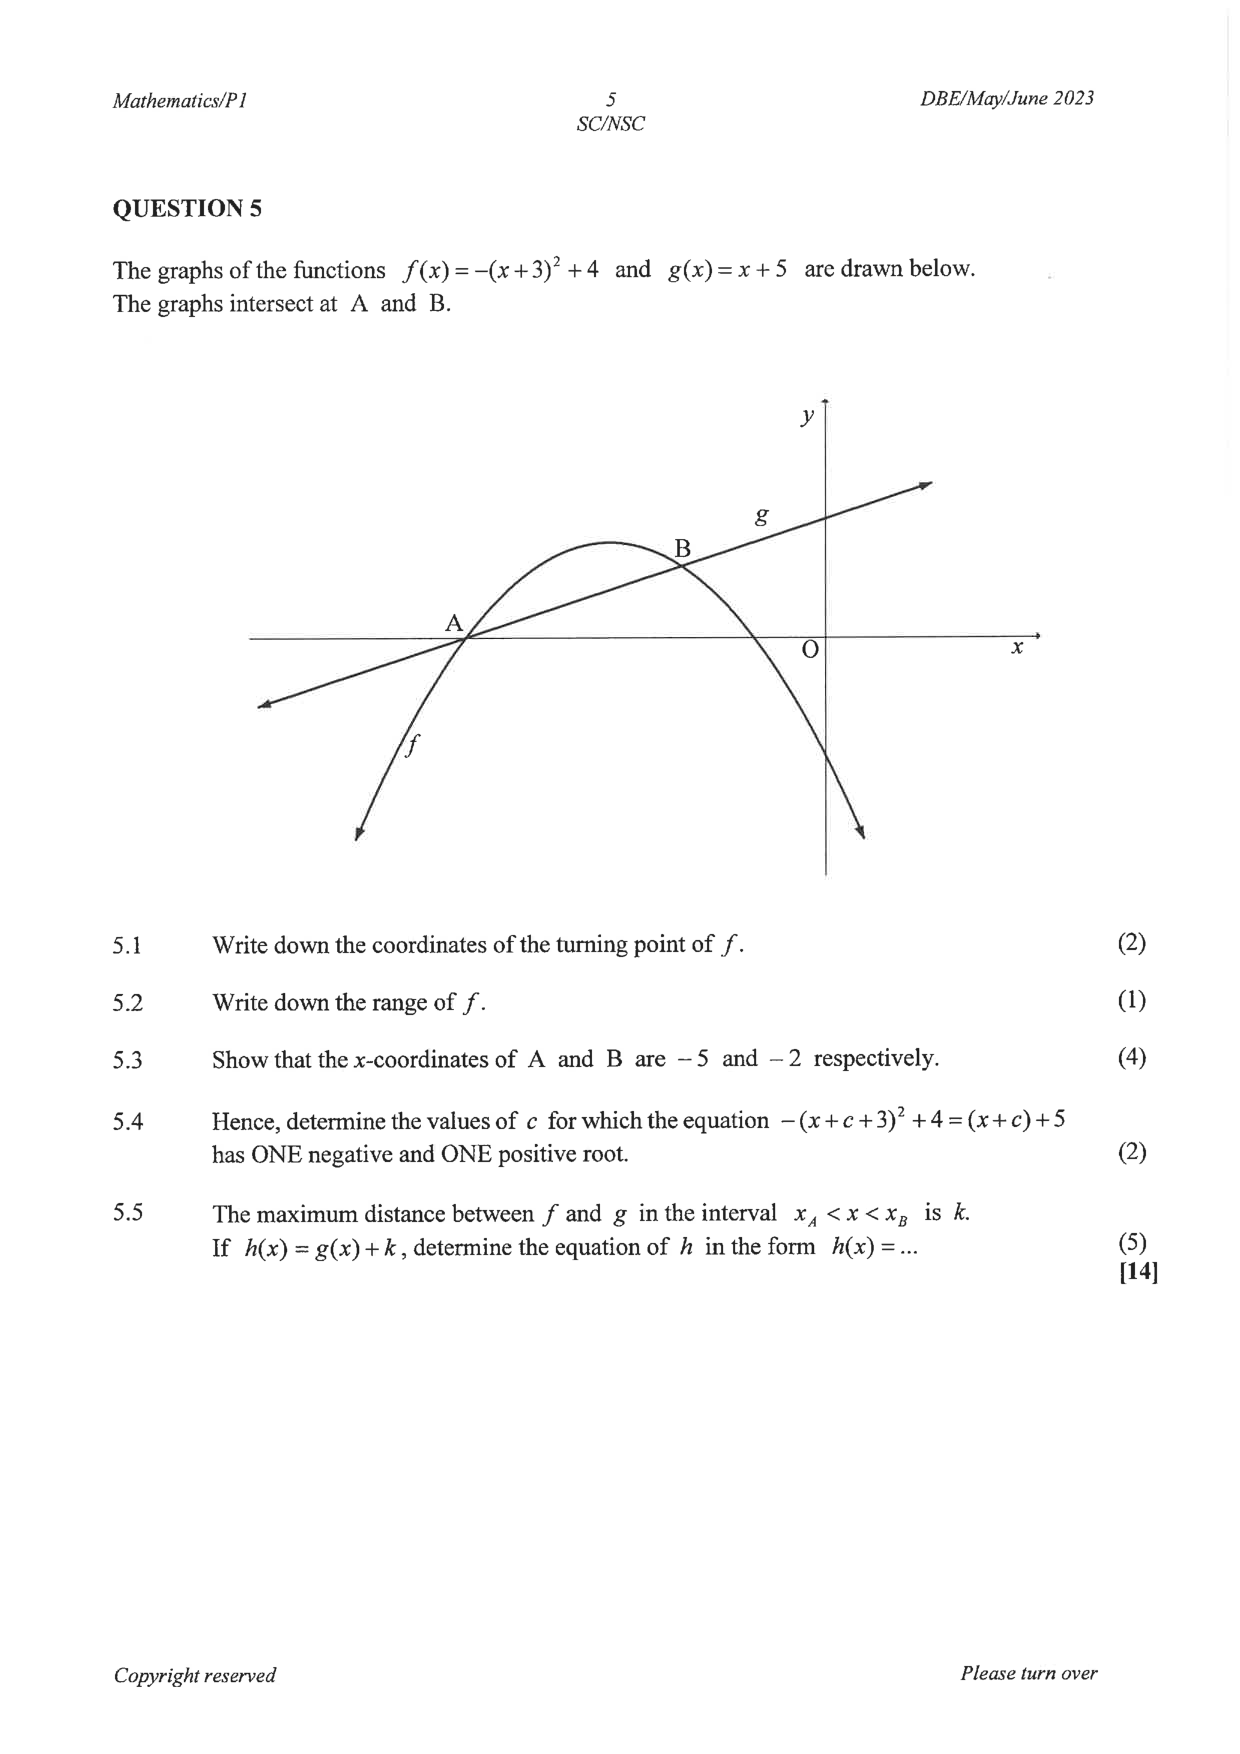 Mathematics/P1 5 DBE/May/June 2023
SC/NSC
QUESTION 5
The graphs of the functions f(x) = −(x + 3)² + 4 and g(x) = x + 5 are drawn below.
The graphs intersect at A and B.
y
g
B
A
O
x
f
5.1 Write down the coordinates of the turning point of f. (2)
5.2 Write down the range of f. (1)
5.3 Show that the x-coordinates of A and B are − 5 and − 2 respectively. (4)
5.4 Hence, determine the values of c for which the equation − (x + c + 3)² + 4 = (x + c) + 5
has ONE negative and ONE positive root. (2)
5.5 The maximum distance between f and g in the interval x_A < x < x_B is k.
If h(x) = g(x) + k, determine the equation of h in the form h(x) = ... (5)
[14]
Copyright reserved Please turn over